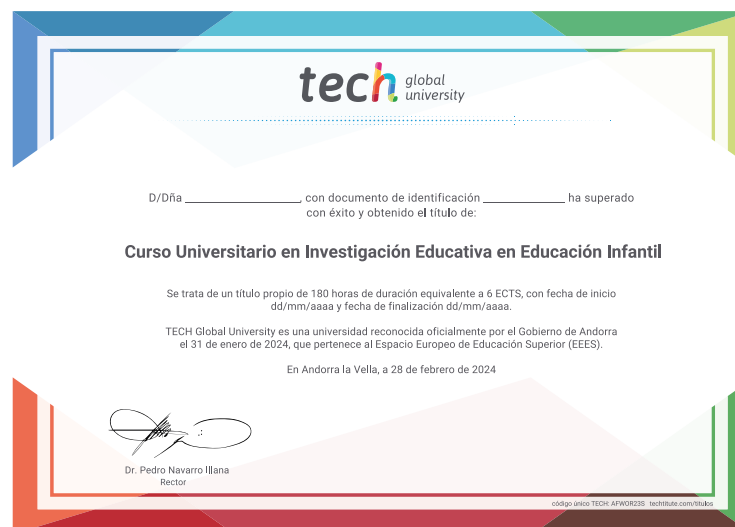 tech global university
D/Dña ______________, con documento de identificación __________ ha superado
con éxito y obtenido el título de:
Curso Universitario en Investigación Educativa en Educación Infantil
Se trata de un título propio de 180 horas de duración equivalente a 6 ECTS, con fecha de inicio
dd/mm/aaaa y fecha de finalización dd/mm/aaaa.
TECH Global University es una universidad reconocida oficialmente por el Gobierno de Andorra
el 31 de enero de 2024, que pertenece al Espacio Europeo de Educación Superior (EEES).
En Andorra la Vella, a 28 de febrero de 2024
Dr. Pedro Navarro Illana
Rector
código único TECH: AFWOR23S techtitute.com/titulos